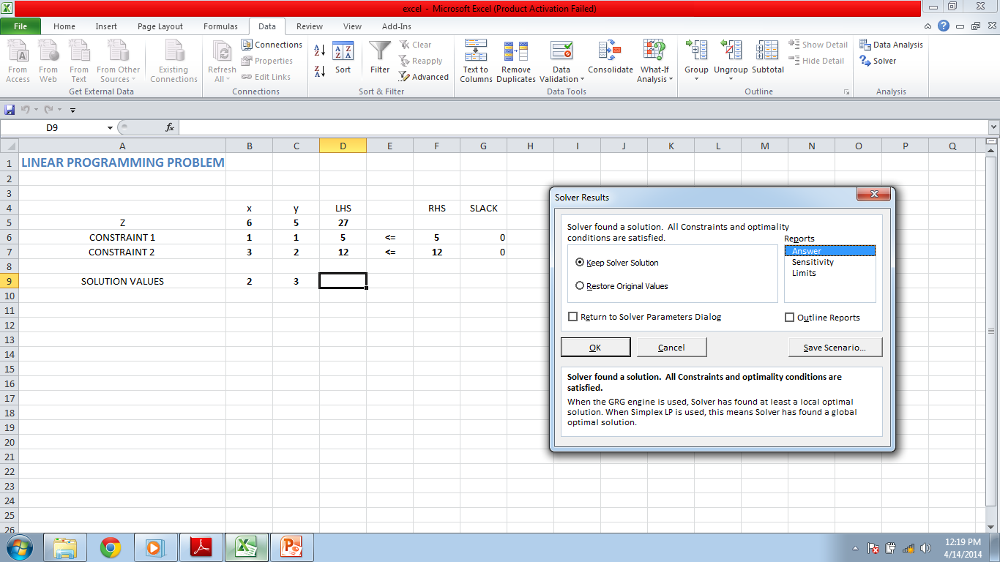 excel - Microsoft Excel (Product Activation Failed)
File Home Insert Page Layout Formulas Data Review View Add-Ins
From Access From Web From Text From Other Sources Existing Connections Refresh All Connections Properties Edit Links Sort Filter Clear Reapply Advanced Text to Columns Remove Duplicates Data Validation Consolidate What-If Analysis Group Ungroup Subtotal Show Detail Hide Detail Data Analysis Solver
Get External Data Connections Sort & Filter Data Tools Outline Analysis
D9 fx
A B C D E F G H I J K L M N O P Q
1 LINEAR PROGRAMMING PROBLEM
2
3
4 x y LHS RHS SLACK
5 Z 6 5 27
6 CONSTRAINT 1 1 1 5 <= 5 0
7 CONSTRAINT 2 3 2 12 <= 12 0
8
9 SOLUTION VALUES 2 3
10
11
12
13
14
15
16
17
18
19
20
21
22
23
24
25
26
Solver Results
Solver found a solution. All Constraints and optimality
conditions are satisfied.
Reports
Answer
Sensitivity
Limits
Keep Solver Solution
Restore Original Values
Return to Solver Parameters Dialog Outline Reports
OK Cancel Save Scenario...
Solver found a solution. All Constraints and optimality conditions are
satisfied.
When the GRG engine is used, Solver has found at least a local optimal
solution. When Simplex LP is used, this means Solver has found a global
optimal solution.
12:19 PM
4/14/2014